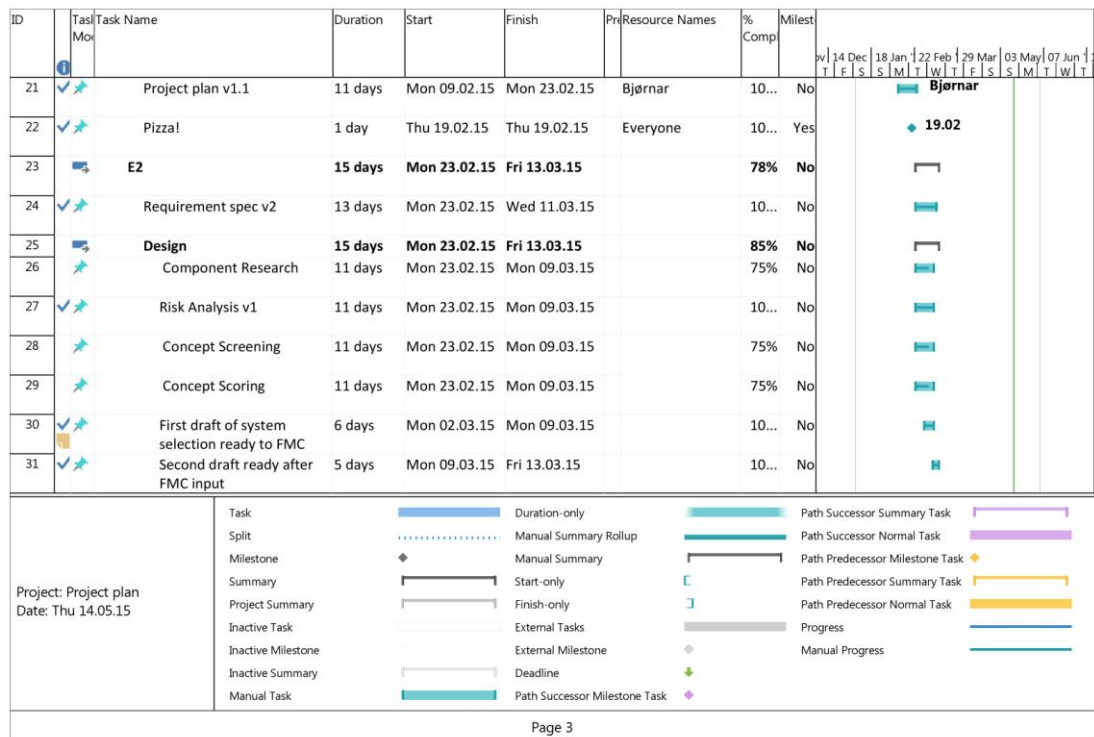 ID Task Mod Task Name Duration Start Finish Pre Resource Names % Compl Milest
14 Dec 18 Jan '1 22 Feb '1 29 Mar 03 May 07 Jun '1
T F S S M T W T F S S M T W T
21 Project plan v1.1 11 days Mon 09.02.15 Mon 23.02.15 Bjørnar 10... No Bjørnar
22 Pizza! 1 day Thu 19.02.15 Thu 19.02.15 Everyone 10... Yes 19.02
23 E2 15 days Mon 23.02.15 Fri 13.03.15 78% No
24 Requirement spec v2 13 days Mon 23.02.15 Wed 11.03.15 10... No
25 Design 15 days Mon 23.02.15 Fri 13.03.15 85% No
26 Component Research 11 days Mon 23.02.15 Mon 09.03.15 75% No
27 Risk Analysis v1 11 days Mon 23.02.15 Mon 09.03.15 10... No
28 Concept Screening 11 days Mon 23.02.15 Mon 09.03.15 75% No
29 Concept Scoring 11 days Mon 23.02.15 Mon 09.03.15 75% No
30 First draft of system 6 days Mon 02.03.15 Mon 09.03.15 10... No
selection ready to FMC
31 Second draft ready after 5 days Mon 09.03.15 Fri 13.03.15 10... No
FMC input
Project: Project plan
Date: Thu 14.05.15
Task
Split
Milestone
Summary
Project Summary
Inactive Task
Inactive Milestone
Inactive Summary
Manual Task
Duration-only
Manual Summary Rollup
Manual Summary
Start-only
Finish-only
External Tasks
External Milestone
Deadline
Path Successor Milestone Task
Path Successor Summary Task
Path Successor Normal Task
Path Predecessor Milestone Task
Path Predecessor Summary Task
Path Predecessor Normal Task
Progress
Manual Progress
Page 3